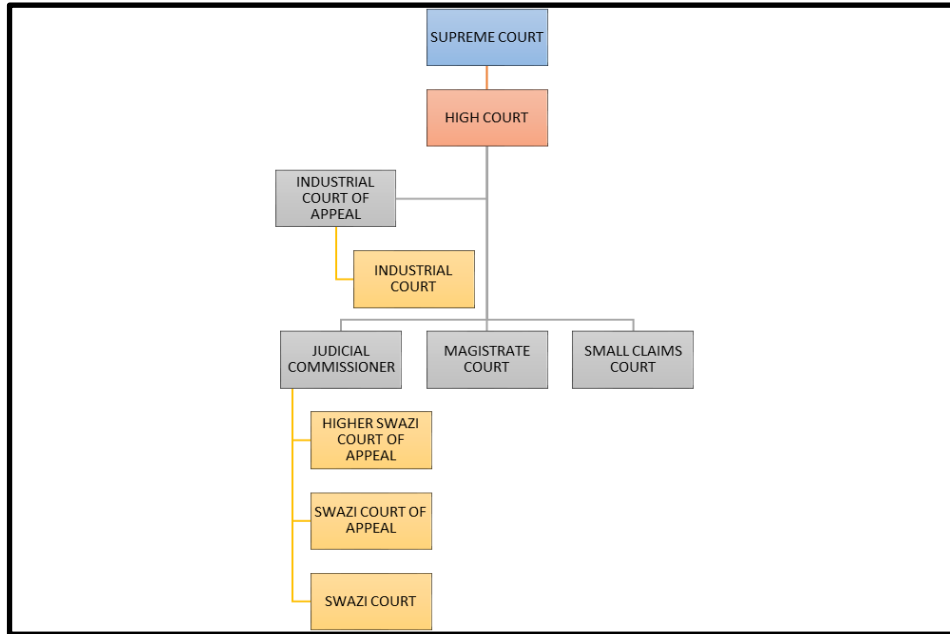 SUPREME COURT
HIGH COURT
INDUSTRIAL
COURT OF
APPEAL
INDUSTRIAL
COURT
JUDICIAL
COMMISSIONER
MAGISTRATE
COURT
SMALL CLAIMS
COURT
HIGHER SWAZI
COURT OF
APPEAL
SWAZI COURT OF
APPEAL
SWAZI COURT